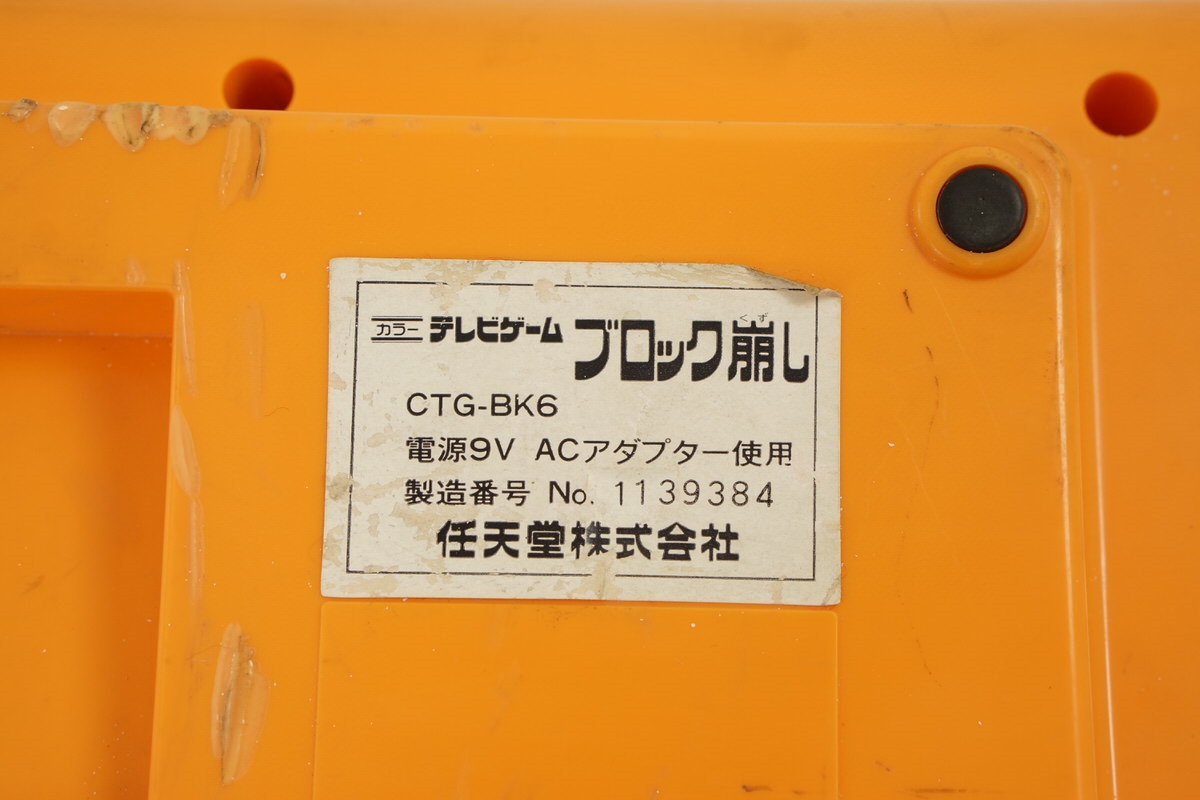 カラー テレビゲーム ブロック崩し
くず
CTG-BK6
電源9V ACアダプター使用
製造番号 No. 1139384
任天堂株式会社